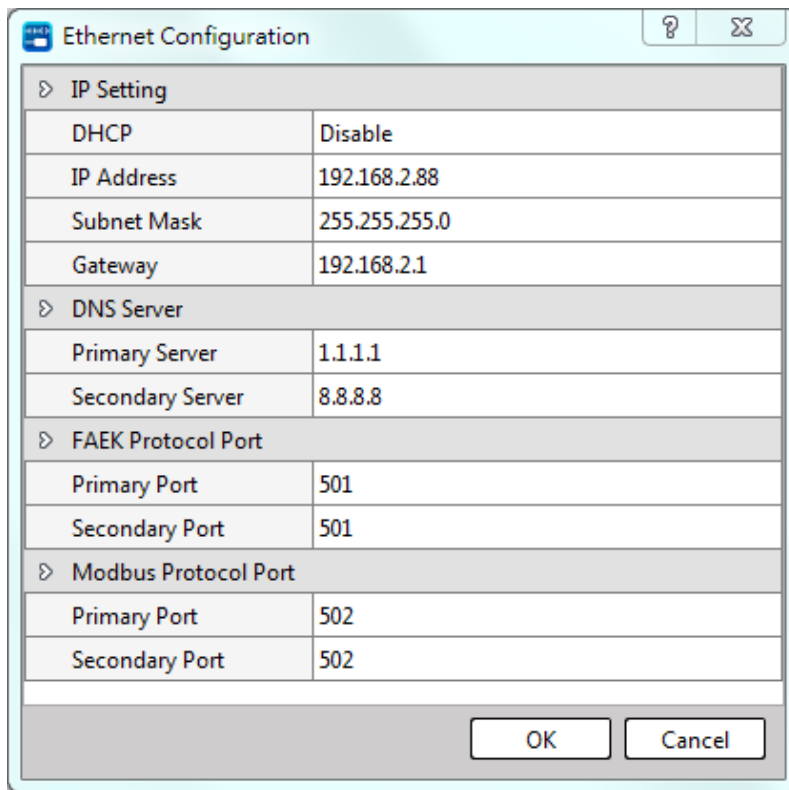 Ethernet Configuration
IP Setting
DHCP Disable
IP Address 192.168.2.88
Subnet Mask 255.255.255.0
Gateway 192.168.2.1
DNS Server
Primary Server 1.1.1.1
Secondary Server 8.8.8.8
FAEK Protocol Port
Primary Port 501
Secondary Port 501
Modbus Protocol Port
Primary Port 502
Secondary Port 502
OK Cancel